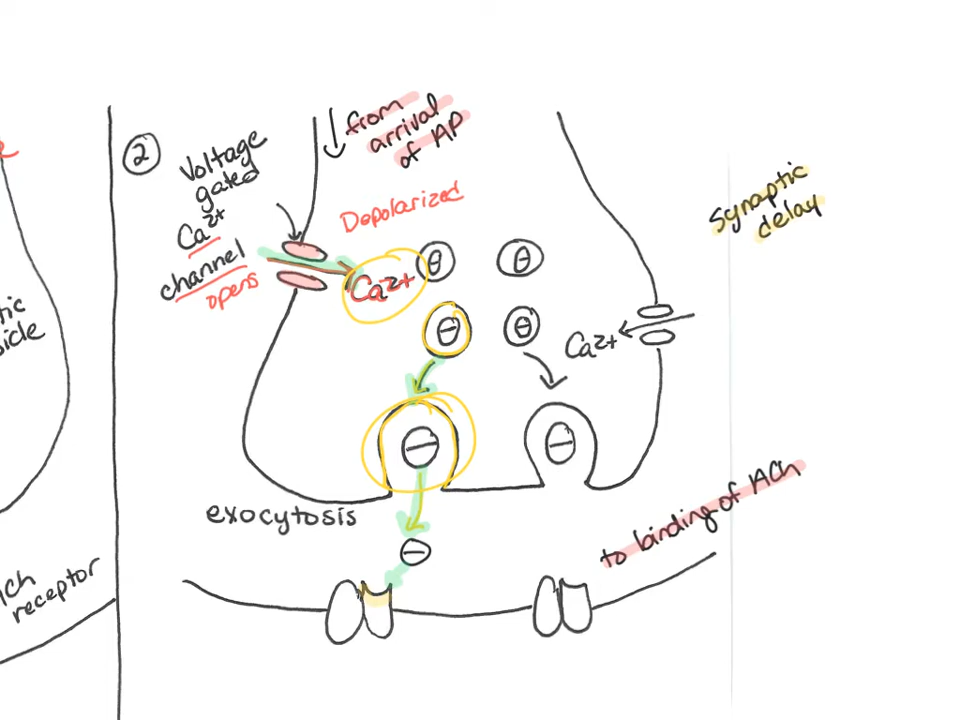 ②
Voltage
gated
Ca²⁺
channel
opens
from
arrival
of AP
Depolarized
Ca²⁺
Ca²⁺
synaptic
delay
exocytosis
to binding of ACh
receptor